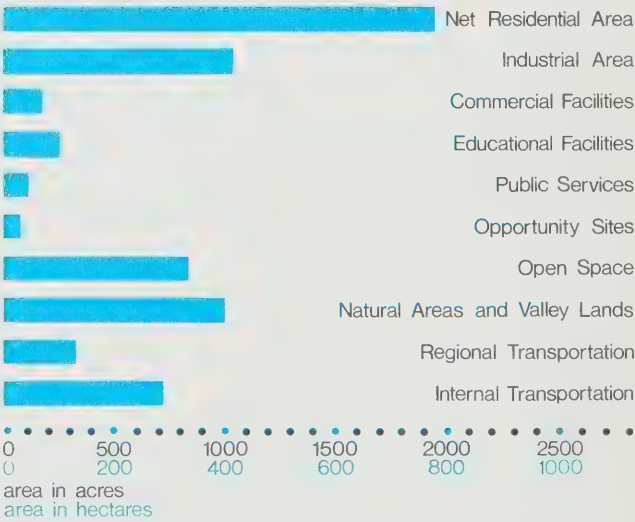 Net Residential Area
Industrial Area
Commercial Facilities
Educational Facilities
Public Services
Opportunity Sites
Open Space
Natural Areas and Valley Lands
Regional Transportation
Internal Transportation
0 500 1000 1500 2000 2500
0 200 400 600 800 1000
area in acres
area in hectares